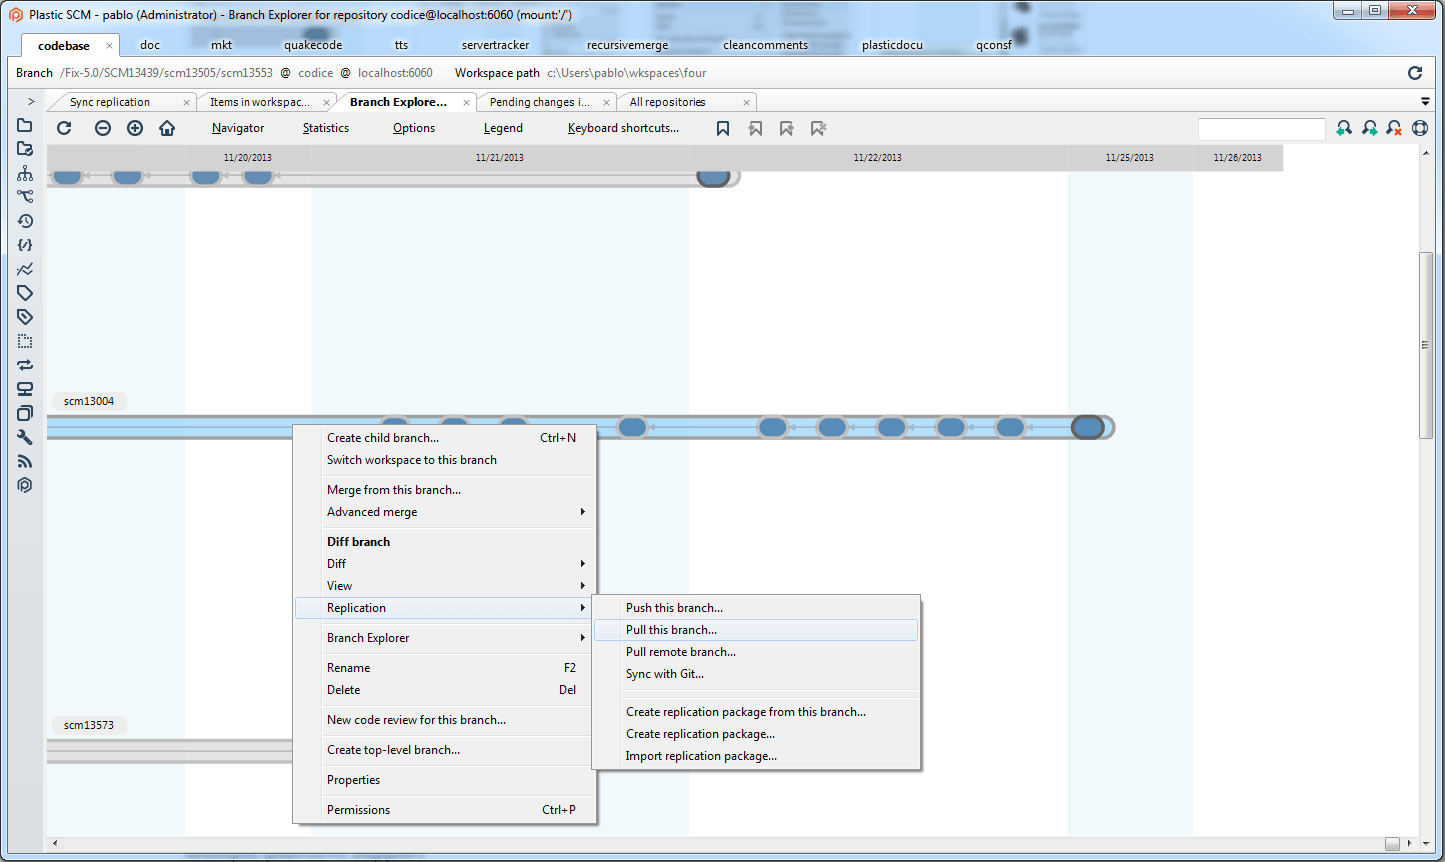 Plastic SCM - pablo (Administrator) - Branch Explorer for repository codice@localhost:6060 (mount:'/')
codebase doc mkt quakecode tts servertracker recursivemerge cleancomments plasticdocu qconsf
Branch /Fix-5.0/SCM13439/scm13505/scm13553 @ codice @ localhost:6060 Workspace path c:\Users\pablo\wkspaces\four
Sync replication Items in workspac... Branch Explore... Pending changes i... All repositories
Navigator Statistics Options Legend Keyboard shortcuts...
11/20/2013 11/21/2013 11/22/2013 11/25/2013 11/26/2013
scm13004
Create child branch... Ctrl+N
Switch workspace to this branch
Merge from this branch...
Advanced merge
Diff branch
Diff
View
Replication
Branch Explorer
Rename F2
Delete Del
New code review for this branch...
Create top-level branch...
Properties
Permissions Ctrl+P
Push this branch...
Pull this branch...
Pull remote branch...
Sync with Git...
Create replication package from this branch...
Create replication package...
Import replication package...
scm13573